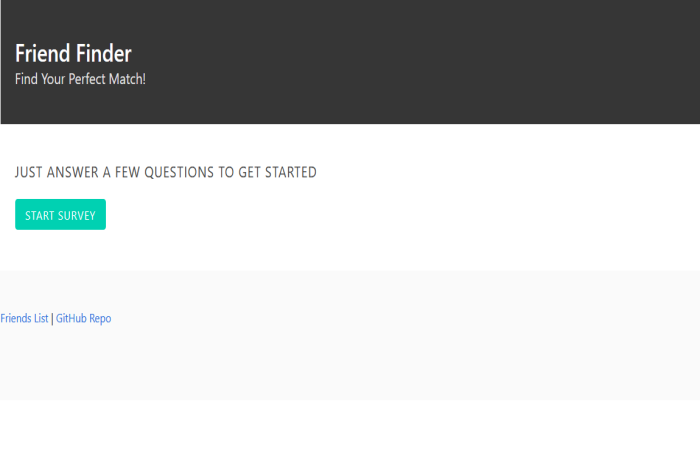 Friend Finder
Find Your Perfect Match!
JUST ANSWER A FEW QUESTIONS TO GET STARTED
START SURVEY
Friends List | GitHub Repo